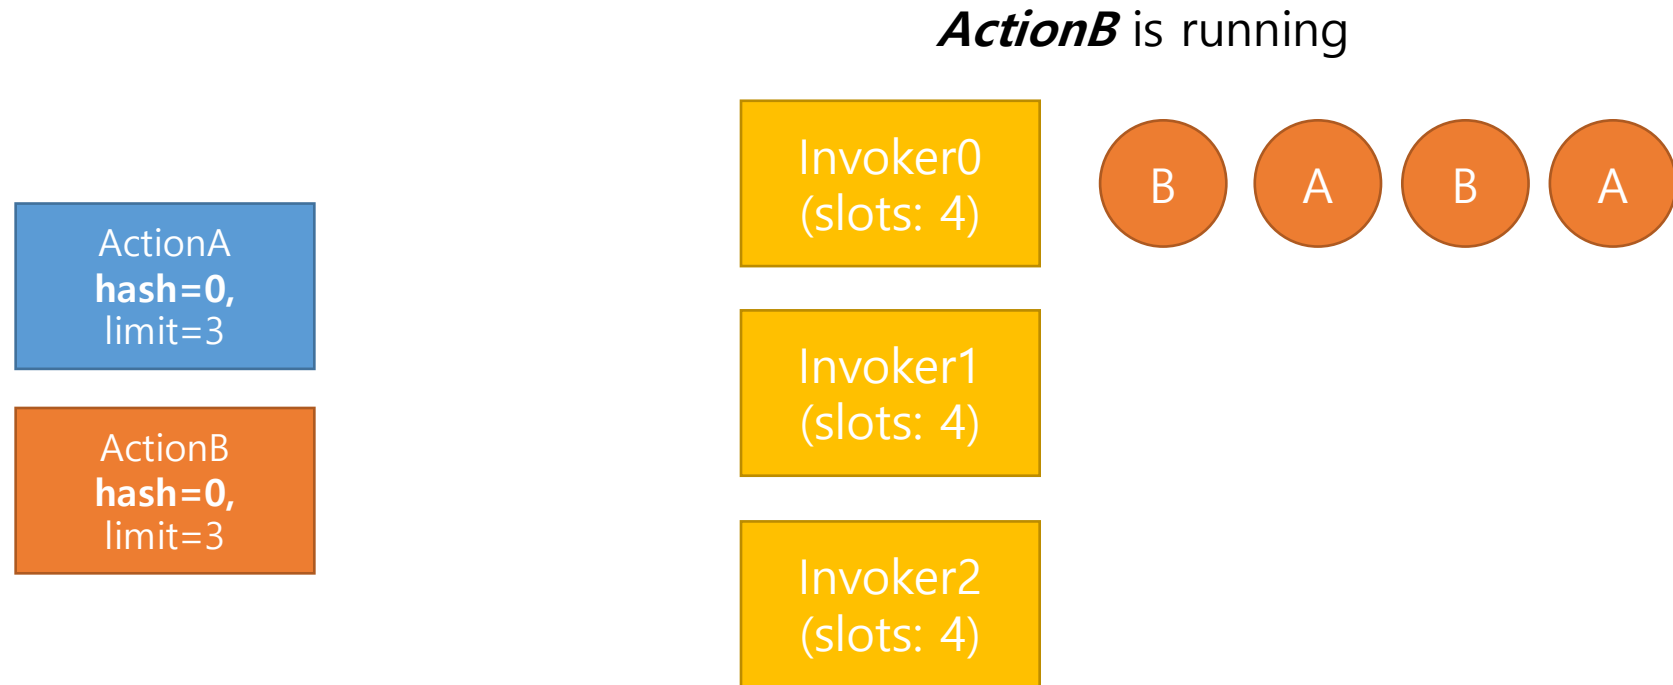 ActionB is running
ActionA
hash=0,
limit=3
ActionB
hash=0,
limit=3
Invoker0
(slots: 4)
B
A
B
A
Invoker1
(slots: 4)
Invoker2
(slots: 4)